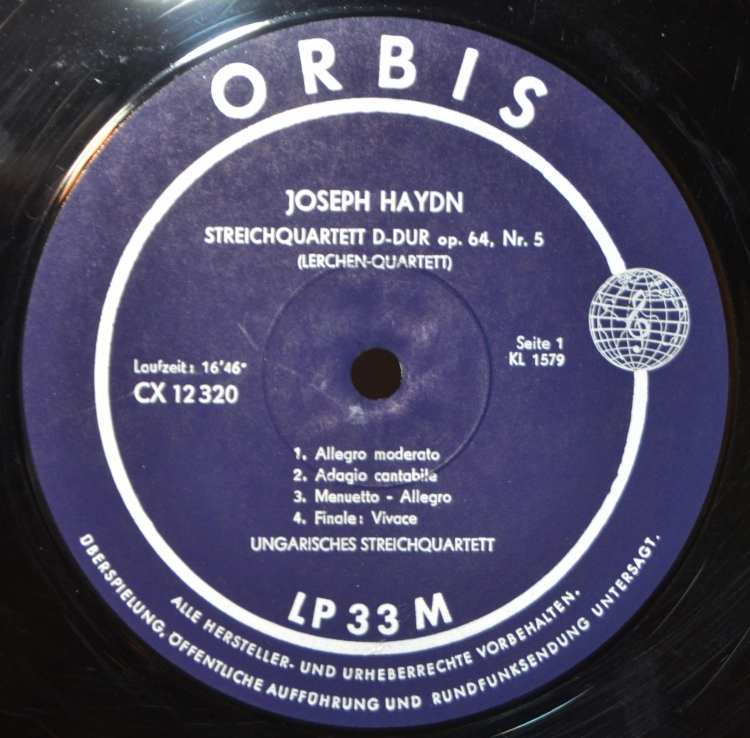 ORBIS
JOSEPH HAYDN
STREICHQUARTETT D-DUR op. 64, Nr. 5
(LERCHEN-QUARTETT)
Laufzeit: 16'46"
CX 12 320
Seite 1
KL 1579
1. Allegro moderato
2. Adagio cantabile
3. Menuetto - Allegro
4. Finale: Vivace
UNGARISCHES STREICHQUARTETT
LP 33 M
ALLE HERSTELLER- UND URHEBERRECHTE VORBEHALTEN.
ÜBERSPIELUNG, ÖFFENTLICHE AUFFÜHRUNG UND RUNDFUNKSENDUNG UNTERSAGT.